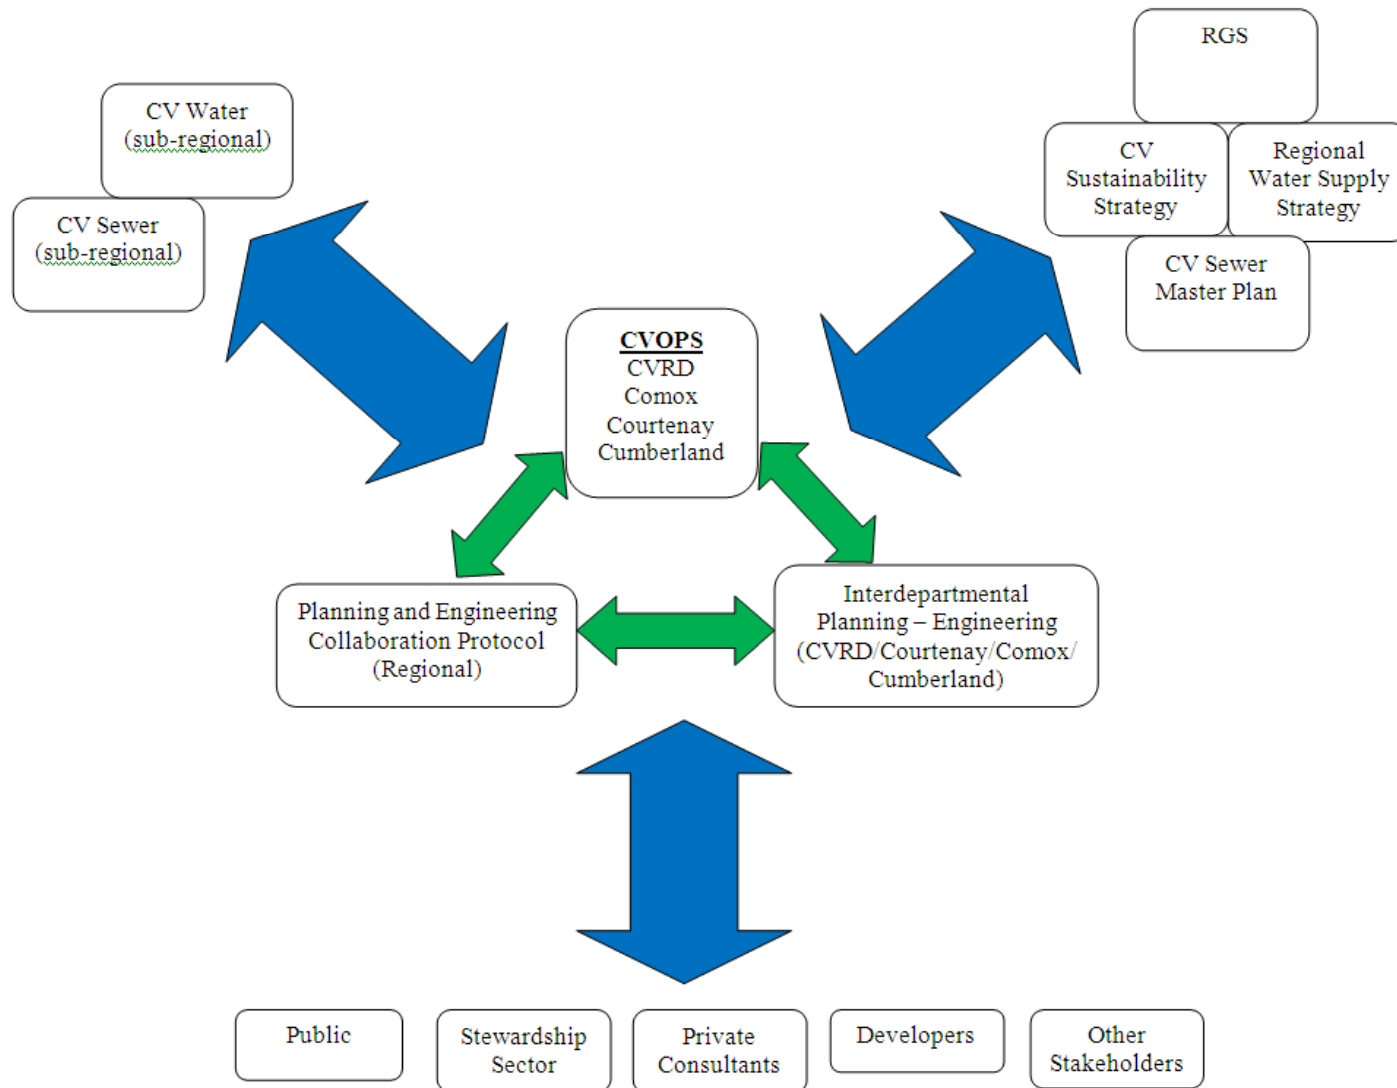 RGS
CV Water
(sub-regional)
CV
Sustainability
Strategy
Regional
Water Supply
Strategy
CV Sewer
(sub-regional)
CV Sewer
Master Plan
CVOPS
CVRD
Comox
Courtenay
Cumberland
Planning and Engineering
Collaboration Protocol
(Regional)
Interdepartmental
Planning – Engineering
(CVRD/Courtenay/Comox/
Cumberland)
Public
Stewardship
Sector
Private
Consultants
Developers
Other
Stakeholders